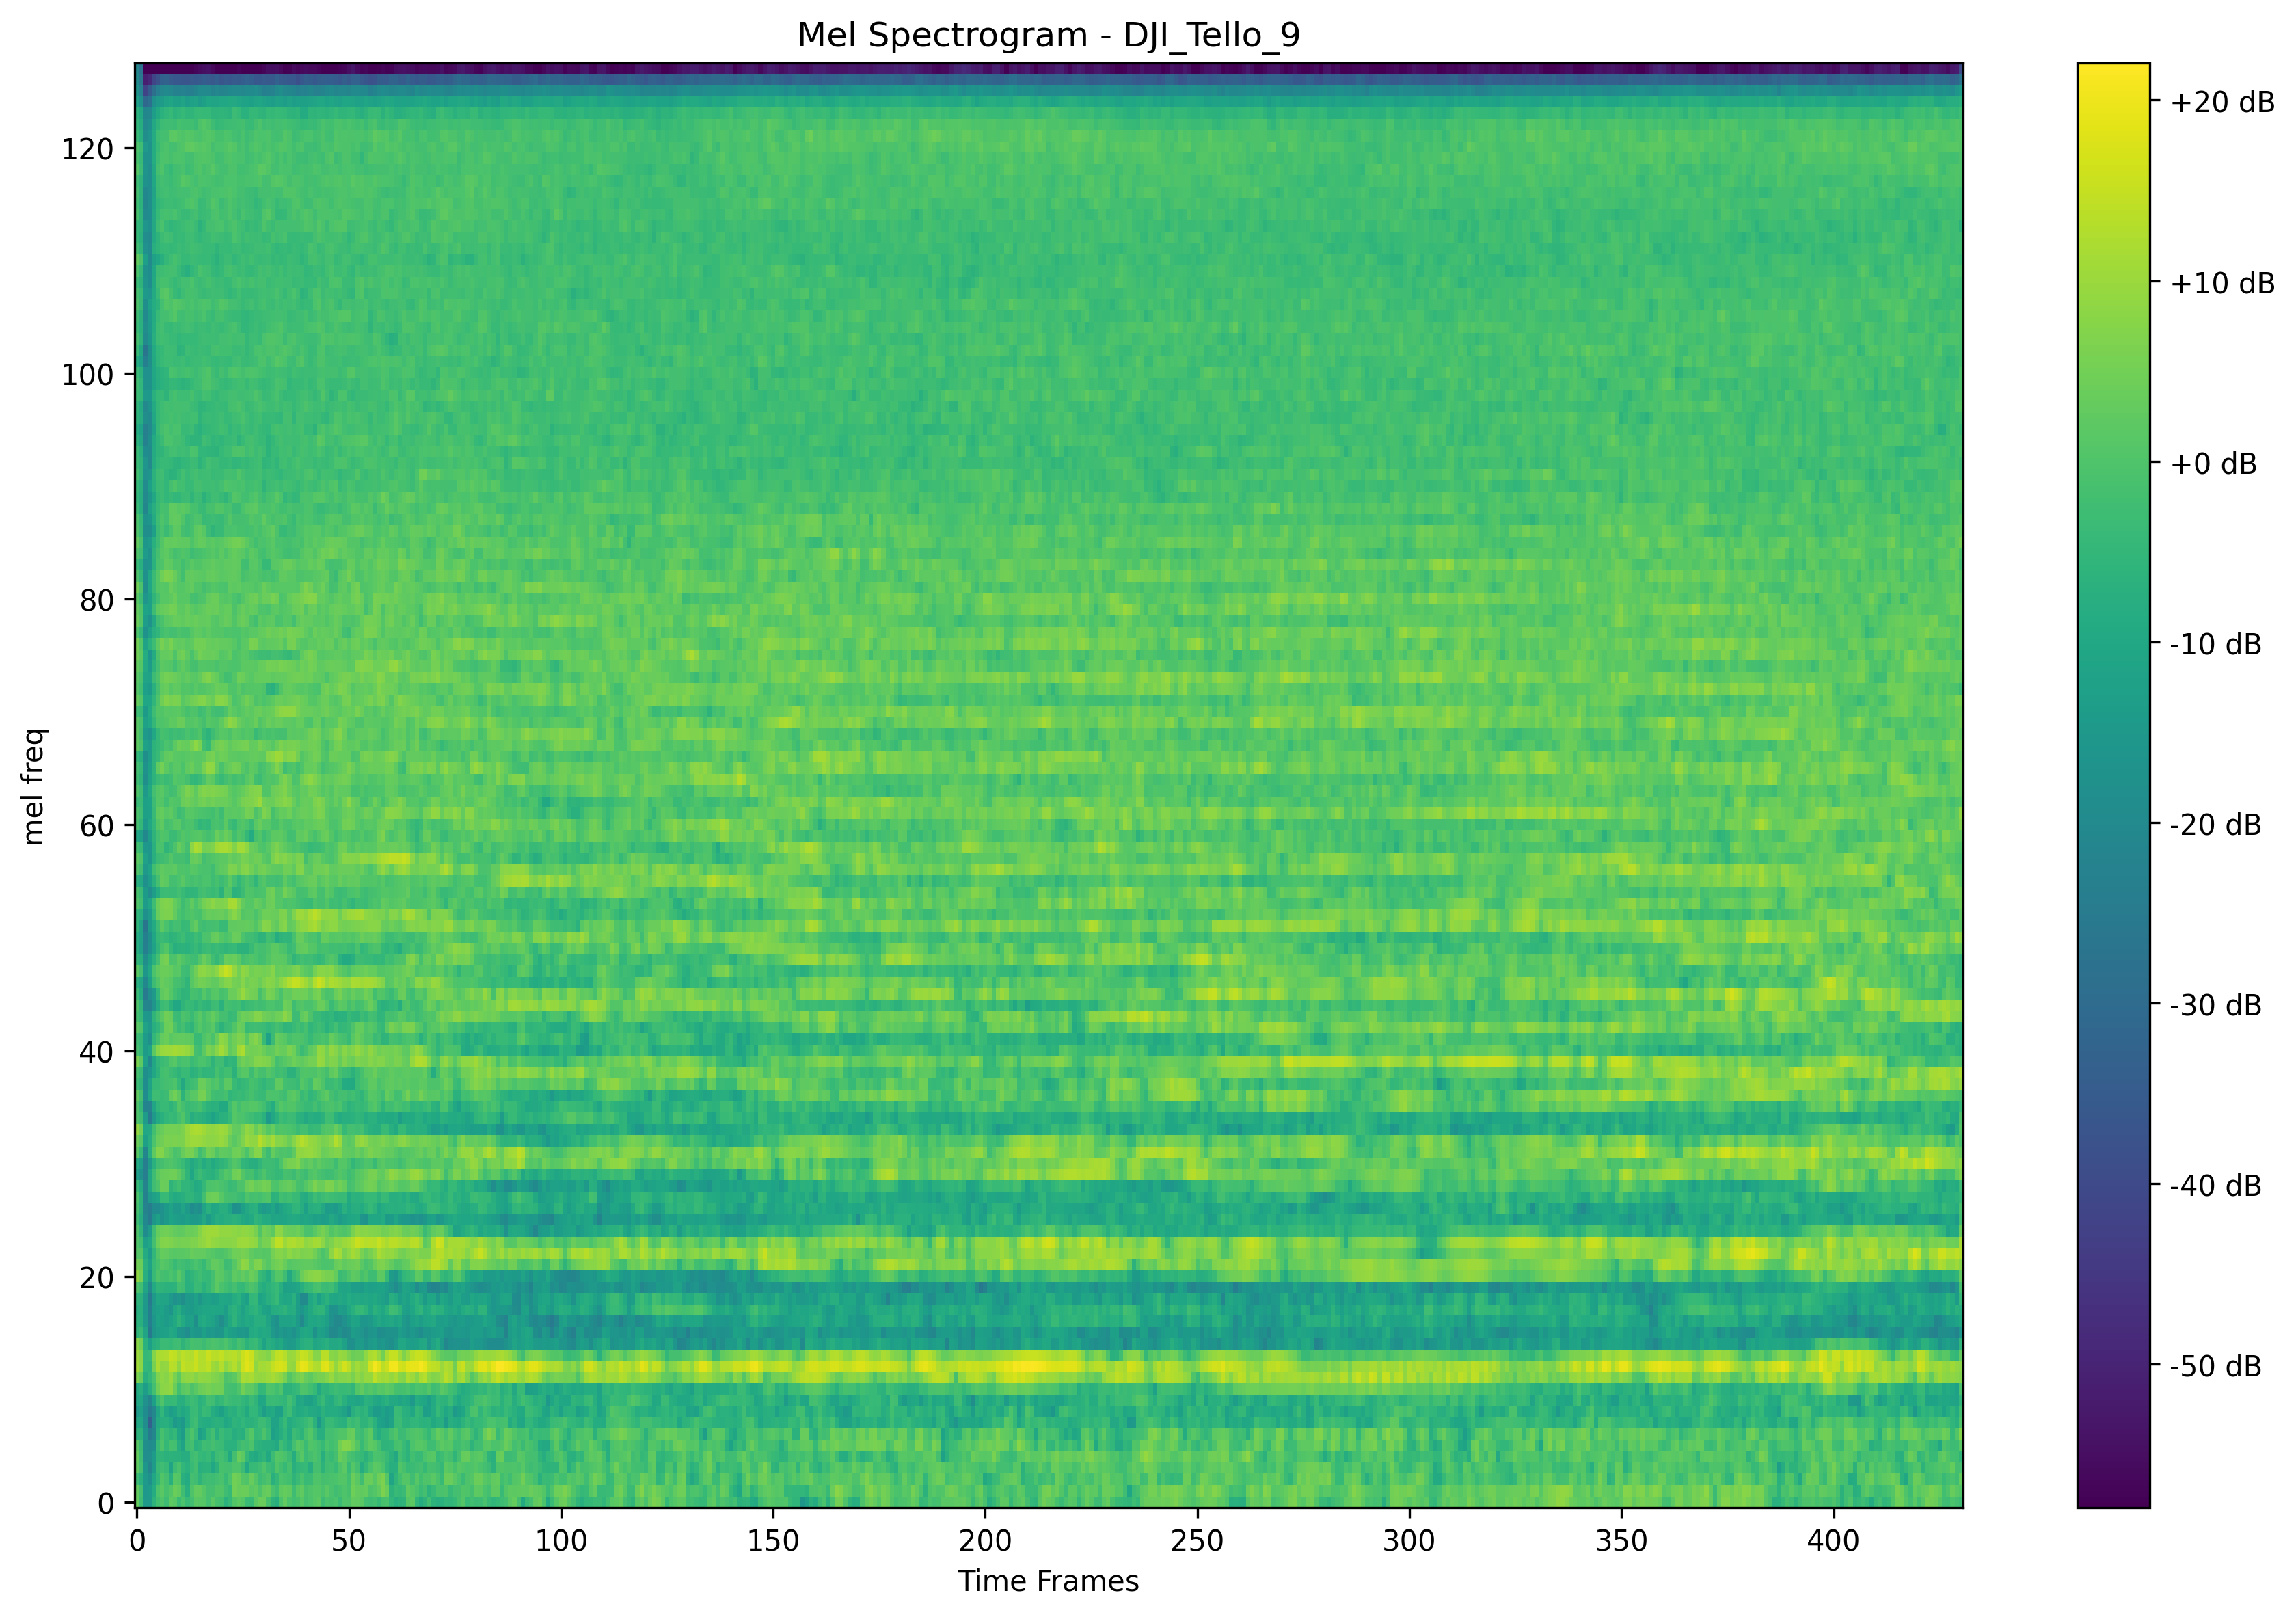 Mel Spectrogram - DJI_Tello_9
mel freq
120
100
80
60
40
20
0
0 50 100 150 200 250 300 350 400
Time Frames
+20 dB
+10 dB
+0 dB
-10 dB
-20 dB
-30 dB
-40 dB
-50 dB